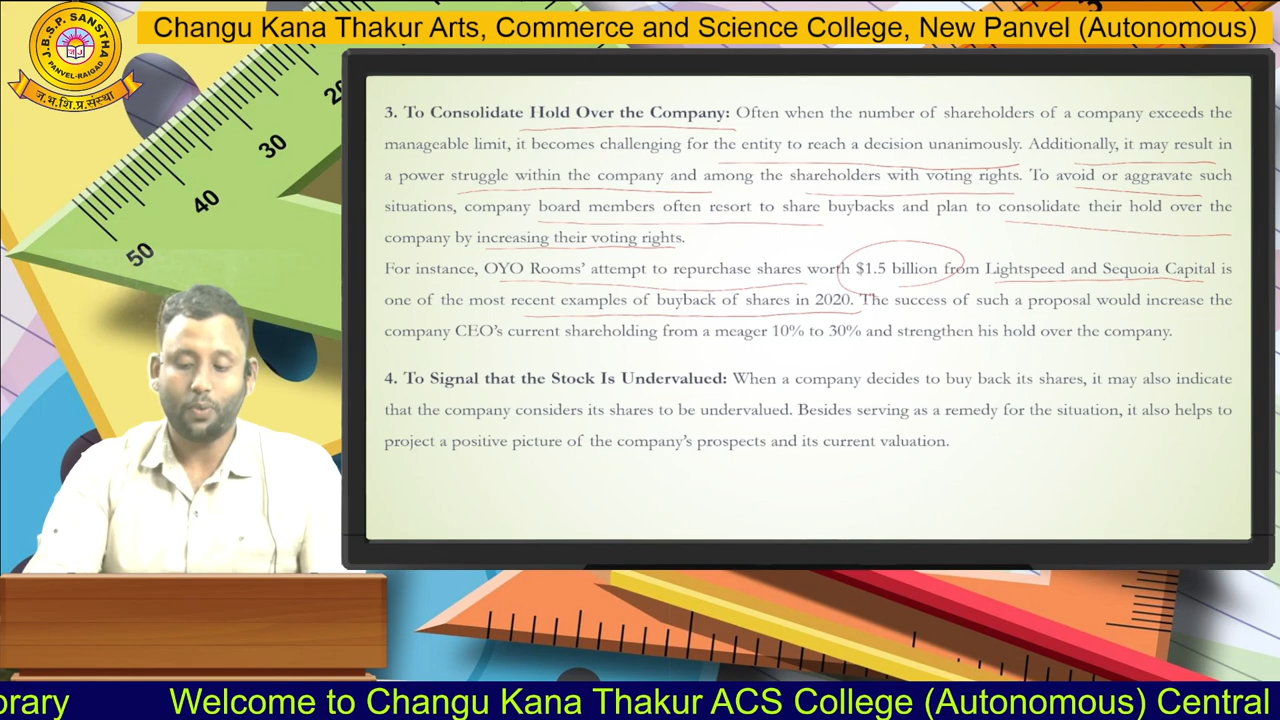 Changu Kana Thakur Arts, Commerce and Science College, New Panvel (Autonomous)
J.B.S.P. SANSTHA
PANVEL-RAIGAD
ज.भ.शि.प्र.संस्था
20
30
40
50
3. To Consolidate Hold Over the Company: Often when the number of shareholders of a company exceeds the
manageable limit, it becomes challenging for the entity to reach a decision unanimously. Additionally, it may result in
a power struggle within the company and among the shareholders with voting rights. To avoid or aggravate such
situations, company board members often resort to share buybacks and plan to consolidate their hold over the
company by increasing their voting rights.
For instance, OYO Rooms’ attempt to repurchase shares worth $1.5 billion from Lightspeed and Sequoia Capital is
one of the most recent examples of buyback of shares in 2020. The success of such a proposal would increase the
company CEO’s current shareholding from a meager 10% to 30% and strengthen his hold over the company.
4. To Signal that the Stock Is Undervalued: When a company decides to buy back its shares, it may also indicate
that the company considers its shares to be undervalued. Besides serving as a remedy for the situation, it also helps to
project a positive picture of the company’s prospects and its current valuation.
orary Welcome to Changu Kana Thakur ACS College (Autonomous) Central